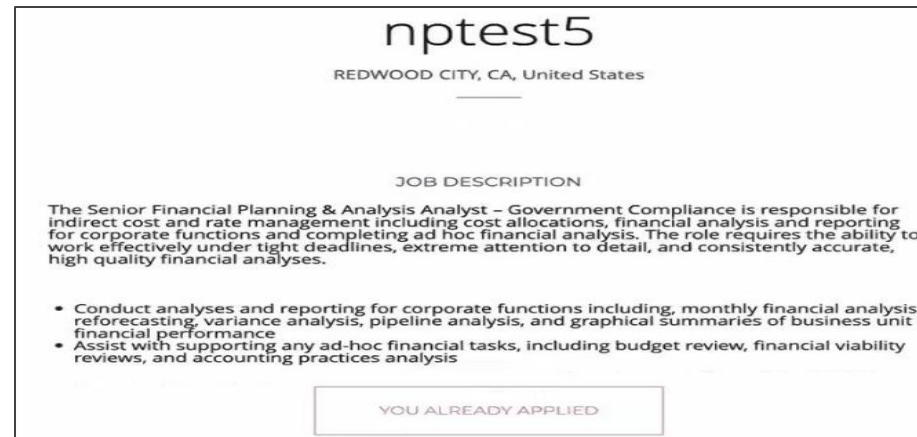 nptest5
REDWOOD CITY, CA, United States
JOB DESCRIPTION
The Senior Financial Planning & Analysis Analyst – Government Compliance is responsible for
indirect cost and rate management including cost allocations, financial analysis and reporting
for corporate functions and completing ad hoc financial analysis. The role requires the ability to
work effectively under tight deadlines, extreme attention to detail, and consistently accurate,
high quality financial analyses.
• Conduct analyses and reporting for corporate functions including, monthly financial analysis
reforecasting, variance analysis, pipeline analysis, and graphical summaries of business unit
financial performance
• Assist with supporting any ad-hoc financial tasks, including budget review, financial viability
reviews, and accounting practices analysis
YOU ALREADY APPLIED